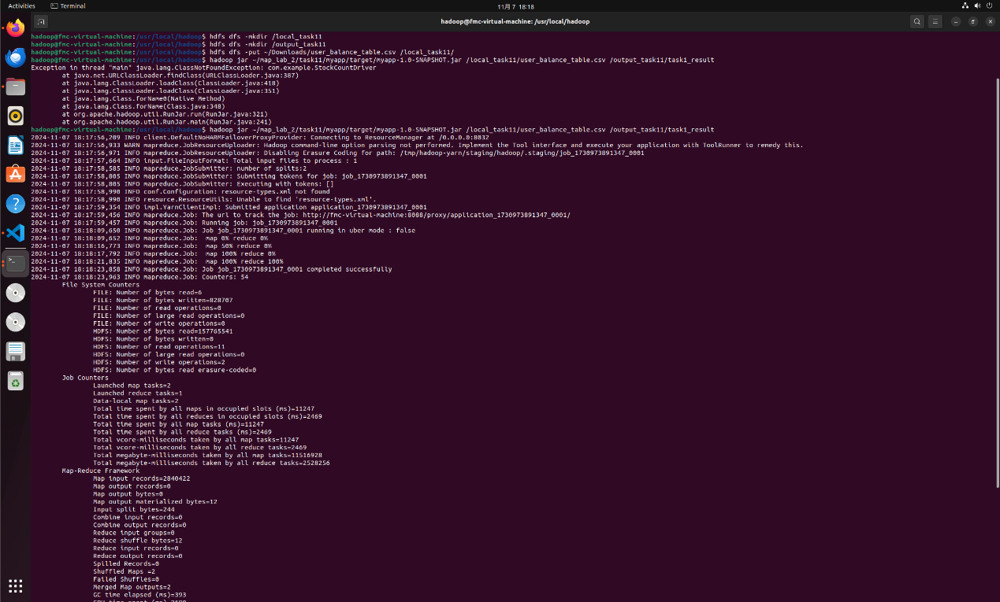 Activities
Terminal
11月 7 18:18
hadoop@fmc-virtual-machine: /usr/local/hadoop
hadoop@fmc-virtual-machine:/usr/local/hadoop$ hdfs dfs -mkdir /local_task11
hadoop@fmc-virtual-machine:/usr/local/hadoop$ hdfs dfs -mkdir /output_task11
hadoop@fmc-virtual-machine:/usr/local/hadoop$ hdfs dfs -put ~/Downloads/user_balance_table.csv /local_task11/
hadoop@fmc-virtual-machine:/usr/local/hadoop$ hadoop jar ~/map_lab_2/task11/myapp/target/myapp-1.0-SNAPSHOT.jar /local_task11/user_balance_table.csv /output_task11/task1_result
Exception in thread "main" java.lang.ClassNotFoundException: com.example.StockCountDriver
at java.net.URLClassLoader.findClass(URLClassLoader.java:387)
at java.lang.ClassLoader.loadClass(ClassLoader.java:418)
at java.lang.ClassLoader.loadClass(ClassLoader.java:351)
at java.lang.Class.forName0(Native Method)
at java.lang.Class.forName(Class.java:348)
at org.apache.hadoop.util.RunJar.run(RunJar.java:321)
at org.apache.hadoop.util.RunJar.main(RunJar.java:241)
hadoop@fmc-virtual-machine:/usr/local/hadoop$ hadoop jar ~/map_lab_2/task11/myapp/target/myapp-1.0-SNAPSHOT.jar /local_task11/user_balance_table.csv /output_task11/task1_result
2024-11-07 18:17:56,209 INFO client.DefaultNoHARMFailoverProxyProvider: Connecting to ResourceManager at /0.0.0.0:8032
2024-11-07 18:17:56,933 WARN mapreduce.JobResourceUploader: Hadoop command-line option parsing not performed. Implement the Tool interface and execute your application with ToolRunner to remedy this.
2024-11-07 18:17:56,971 INFO mapreduce.JobResourceUploader: Disabling Erasure Coding for path: /tmp/hadoop-yarn/staging/hadoop/.staging/job_1730973891347_0001
2024-11-07 18:17:57,664 INFO input.FileInputFormat: Total input files to process : 1
2024-11-07 18:17:58,585 INFO mapreduce.JobSubmitter: number of splits:2
2024-11-07 18:17:58,805 INFO mapreduce.JobSubmitter: Submitting tokens for job: job_1730973891347_0001
2024-11-07 18:17:58,805 INFO mapreduce.JobSubmitter: Executing with tokens: []
2024-11-07 18:17:58,990 INFO conf.Configuration: resource-types.xml not found
2024-11-07 18:17:58,990 INFO resource.ResourceUtils: Unable to find 'resource-types.xml'.
2024-11-07 18:17:59,354 INFO impl.YarnClientImpl: Submitted application application_1730973891347_0001
2024-11-07 18:17:59,456 INFO mapreduce.Job: The url to track the job: http://fmc-virtual-machine:8088/proxy/application_1730973891347_0001/
2024-11-07 18:17:59,457 INFO mapreduce.Job: Running job: job_1730973891347_0001
2024-11-07 18:18:09,650 INFO mapreduce.Job: Job job_1730973891347_0001 running in uber mode : false
2024-11-07 18:18:09,652 INFO mapreduce.Job:  map 0% reduce 0%
2024-11-07 18:18:16,773 INFO mapreduce.Job:  map 50% reduce 0%
2024-11-07 18:18:17,792 INFO mapreduce.Job:  map 100% reduce 0%
2024-11-07 18:18:21,835 INFO mapreduce.Job:  map 100% reduce 100%
2024-11-07 18:18:23,858 INFO mapreduce.Job: Job job_1730973891347_0001 completed successfully
2024-11-07 18:18:23,963 INFO mapreduce.Job: Counters: 54
File System Counters
FILE: Number of bytes read=6
FILE: Number of bytes written=828707
FILE: Number of read operations=0
FILE: Number of large read operations=0
FILE: Number of write operations=0
HDFS: Number of bytes read=157765541
HDFS: Number of bytes written=0
HDFS: Number of read operations=11
HDFS: Number of large read operations=0
HDFS: Number of write operations=2
HDFS: Number of bytes read erasure-coded=0
Job Counters
Launched map tasks=2
Launched reduce tasks=1
Data-local map tasks=2
Total time spent by all maps in occupied slots (ms)=11247
Total time spent by all reduces in occupied slots (ms)=2469
Total time spent by all map tasks (ms)=11247
Total time spent by all reduce tasks (ms)=2469
Total vcore-milliseconds taken by all map tasks=11247
Total vcore-milliseconds taken by all reduce tasks=2469
Total megabyte-milliseconds taken by all map tasks=11516928
Total megabyte-milliseconds taken by all reduce tasks=2528256
Map-Reduce Framework
Map input records=2840422
Map output records=0
Map output bytes=0
Map output materialized bytes=12
Input split bytes=244
Combine input records=0
Combine output records=0
Reduce input groups=0
Reduce shuffle bytes=12
Reduce input records=0
Reduce output records=0
Spilled Records=0
Shuffled Maps =2
Failed Shuffles=0
Merged Map outputs=2
GC time elapsed (ms)=393